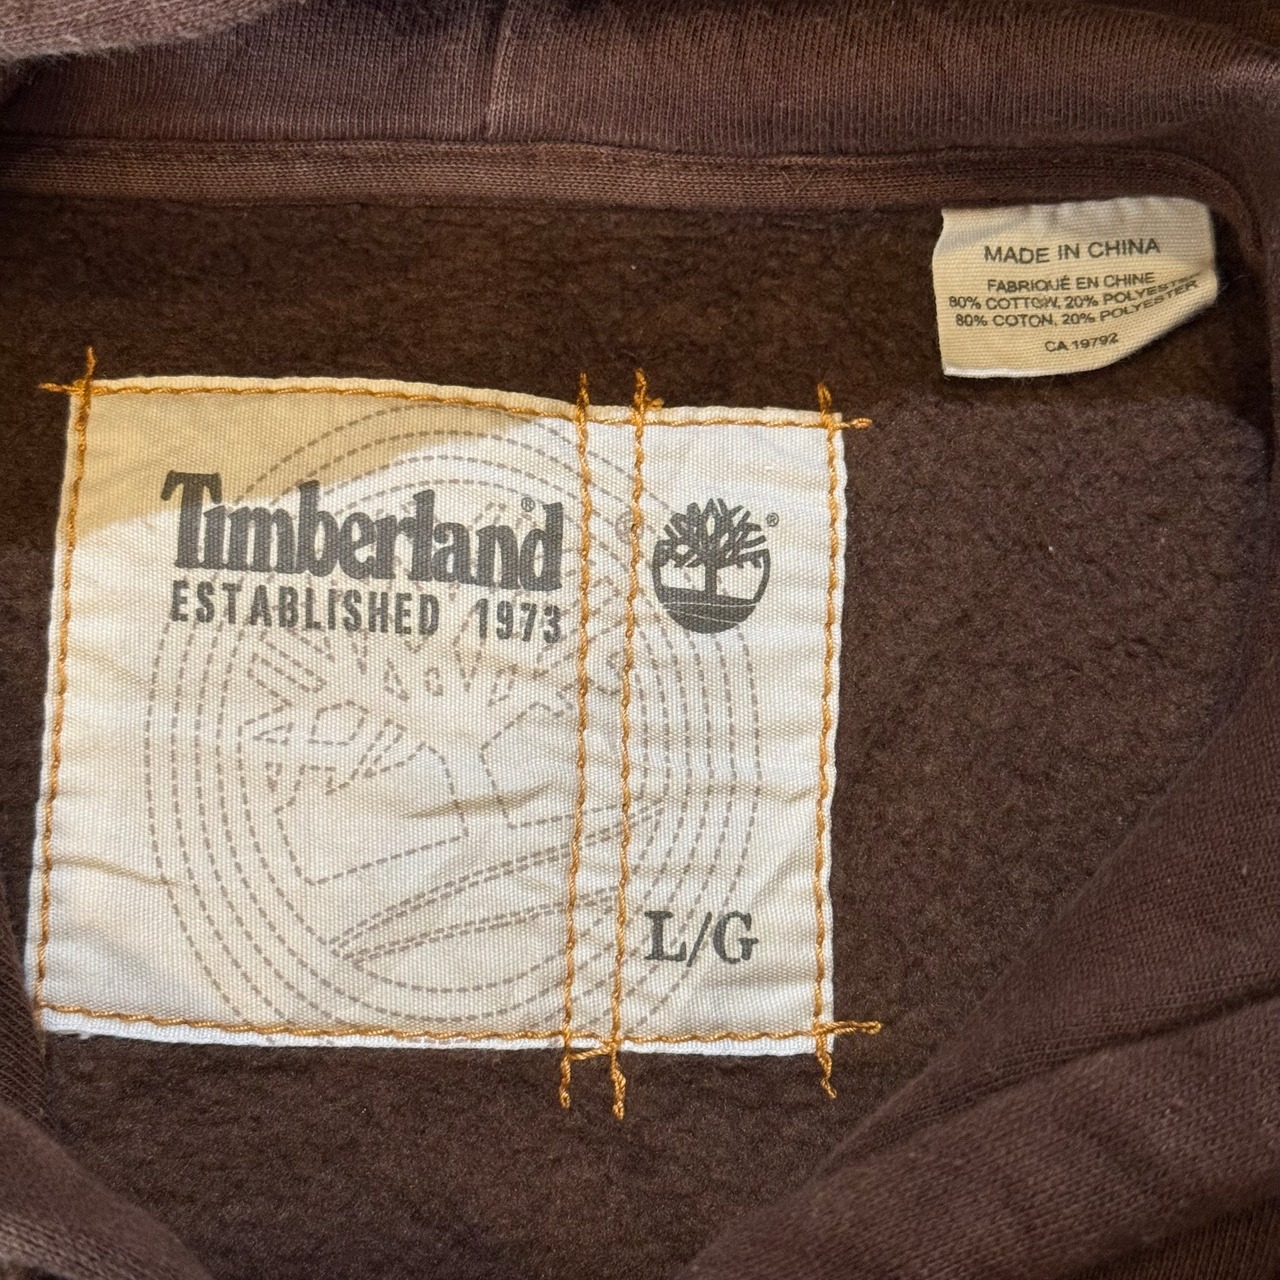 MADE IN CHINA
FABRIQUÉ EN CHINE
80% COTTON, 20% POLYESTER
80% COTON, 20% POLYESTER
CA 19792
Timberland®
ESTABLISHED 1973
®
L/G